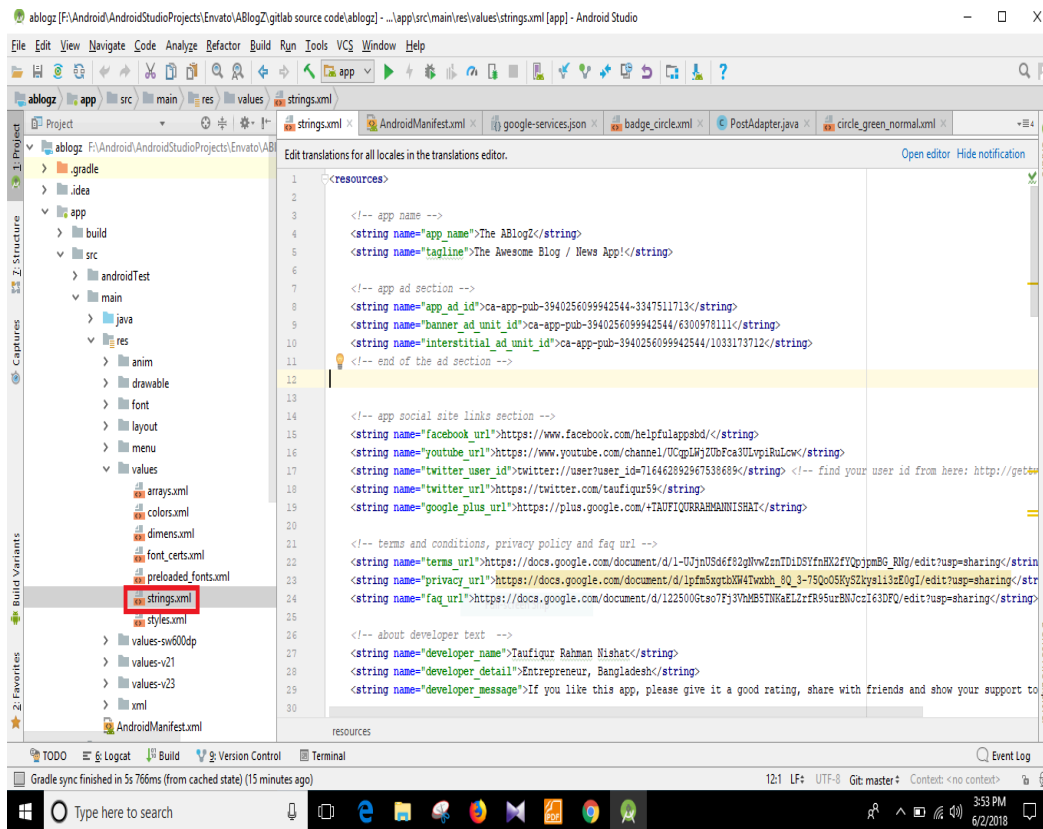 ablogz [F:\Android\AndroidStudioProjects\Envato\ABlogZ\gitlab source code\ablogz] - ...\app\src\main\res\values\strings.xml [app] - Android Studio
File Edit View Navigate Code Analyze Refactor Build Run Tools VCS Window Help
app
ablogz app src main res values strings.xml
Project
strings.xml AndroidManifest.xml google-services.json badge_circle.xml PostAdapter.java circle_green_normal.xml
1: Project
7: Structure
Captures
Build Variants
2: Favorites
ablogz F:\Android\AndroidStudioProjects\Envato\ABl
.gradle
.idea
app
build
src
androidTest
main
java
res
anim
drawable
font
layout
menu
values
arrays.xml
colors.xml
dimens.xml
font_certs.xml
preloaded_fonts.xml
strings.xml
styles.xml
values-sw600dp
values-v21
values-v23
xml
AndroidManifest.xml
Edit translations for all locales in the translations editor. Open editor Hide notification
1 <resources>
2
3 <!-- app name -->
4 <string name="app_name">The ABlogZ</string>
5 <string name="tagline">The Awesome Blog / News App!</string>
6
7 <!-- app ad section -->
8 <string name="app_ad_id">ca-app-pub-3940256099942544~3347511713</string>
9 <string name="banner_ad_unit_id">ca-app-pub-3940256099942544/6300978111</string>
10 <string name="interstitial_ad_unit_id">ca-app-pub-3940256099942544/1033173712</string>
11 <!-- end of the ad section -->
12
13
14 <!-- app social site links section -->
15 <string name="facebook_url">https://www.facebook.com/helpfulappsbd/</string>
16 <string name="youtube_url">https://www.youtube.com/channel/UCqpLWjZUbFca3ULvpiRuLcw</string>
17 <string name="twitter_user_id">twitter://user?user_id=716462892967538689</string> <!-- find your user id from here: http://gettw
18 <string name="twitter_url">https://twitter.com/taufiqur59</string>
19 <string name="google_plus_url">https://plus.google.com/+TAUFIQURRAHMANNISHAT</string>
20
21 <!-- terms and conditions, privacy policy and faq url -->
22 <string name="terms_url">https://docs.google.com/document/d/1-UJjnUSd6f82gNvwZznTDiDSYfnHX2fYQpjpmBG_RNg/edit?usp=sharing</strin
23 <string name="privacy_url">https://docs.google.com/document/d/1pfm5xgtbXW4Twxbh_8Q_3-75QoO5KySZkysli3zE0gI/edit?usp=sharing</str
24 <string name="faq_url">https://docs.google.com/document/d/122500Gtso7Fj3VhMB5TNKaELZrfR95urBNJczI63DFQ/edit?usp=sharing</string>
25
26 <!-- about developer text -->
27 <string name="developer_name">Taufiqur Rahman Nishat</string>
28 <string name="developer_detail">Entrepreneur, Bangladesh</string>
29 <string name="developer_message">If you like this app, please give it a good rating, share with friends and show your support to
30
resources
TODO 6: Logcat Build 9: Version Control Terminal Event Log
Gradle sync finished in 5s 766ms (from cached state) (15 minutes ago) 12:1 LF UTF-8 Git: master Context: <no context>
Type here to search
3:53 PM
6/2/2018